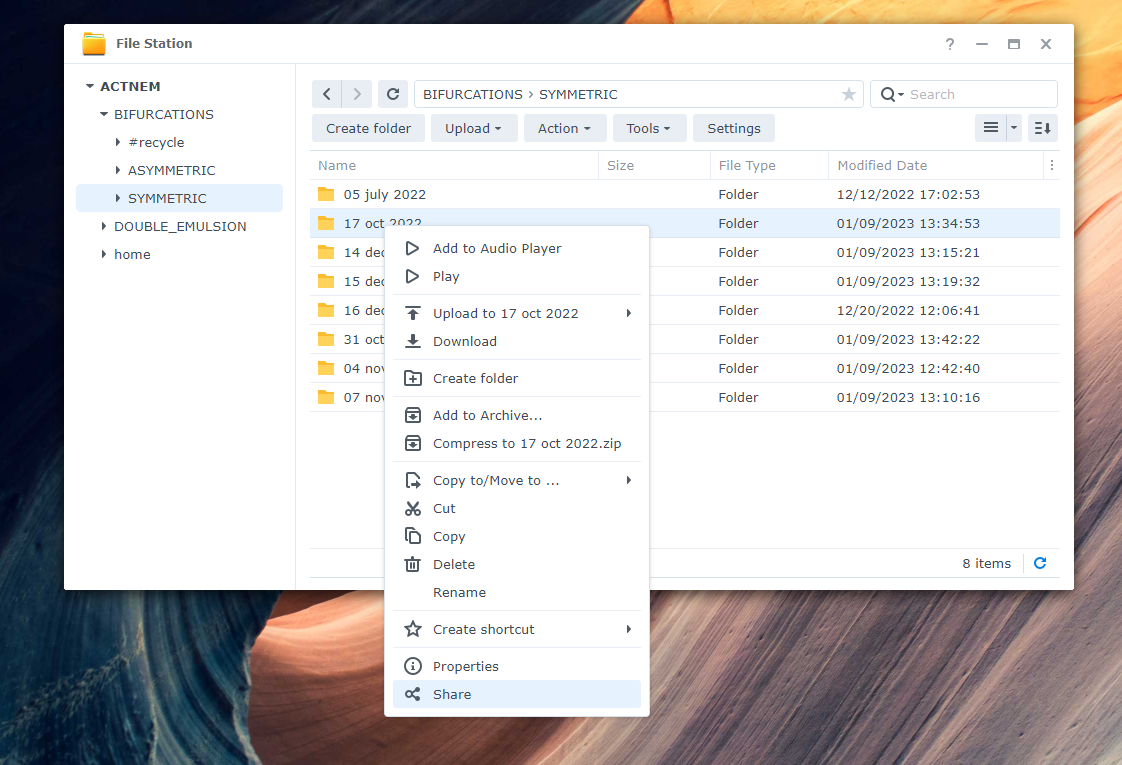 File Station
?
ACTNEM
BIFURCATIONS
#recycle
ASYMMETRIC
SYMMETRIC
DOUBLE_EMULSION
home
BIFURCATIONS › SYMMETRIC
Search
Create folder Upload Action Tools Settings
Name Size File Type Modified Date
05 july 2022 Folder 12/12/2022 17:02:53
17 oct 2022 Folder 01/09/2023 13:34:53
14 dec Folder 01/09/2023 13:15:21
15 dec Folder 01/09/2023 13:19:32
16 dec Folder 12/20/2022 12:06:41
31 oct Folder 01/09/2023 13:42:22
04 nov Folder 01/09/2023 12:42:40
07 nov Folder 01/09/2023 13:10:16
8 items
Add to Audio Player
Play
Upload to 17 oct 2022
Download
Create folder
Add to Archive...
Compress to 17 oct 2022.zip
Copy to/Move to ...
Cut
Copy
Delete
Rename
Create shortcut
Properties
Share